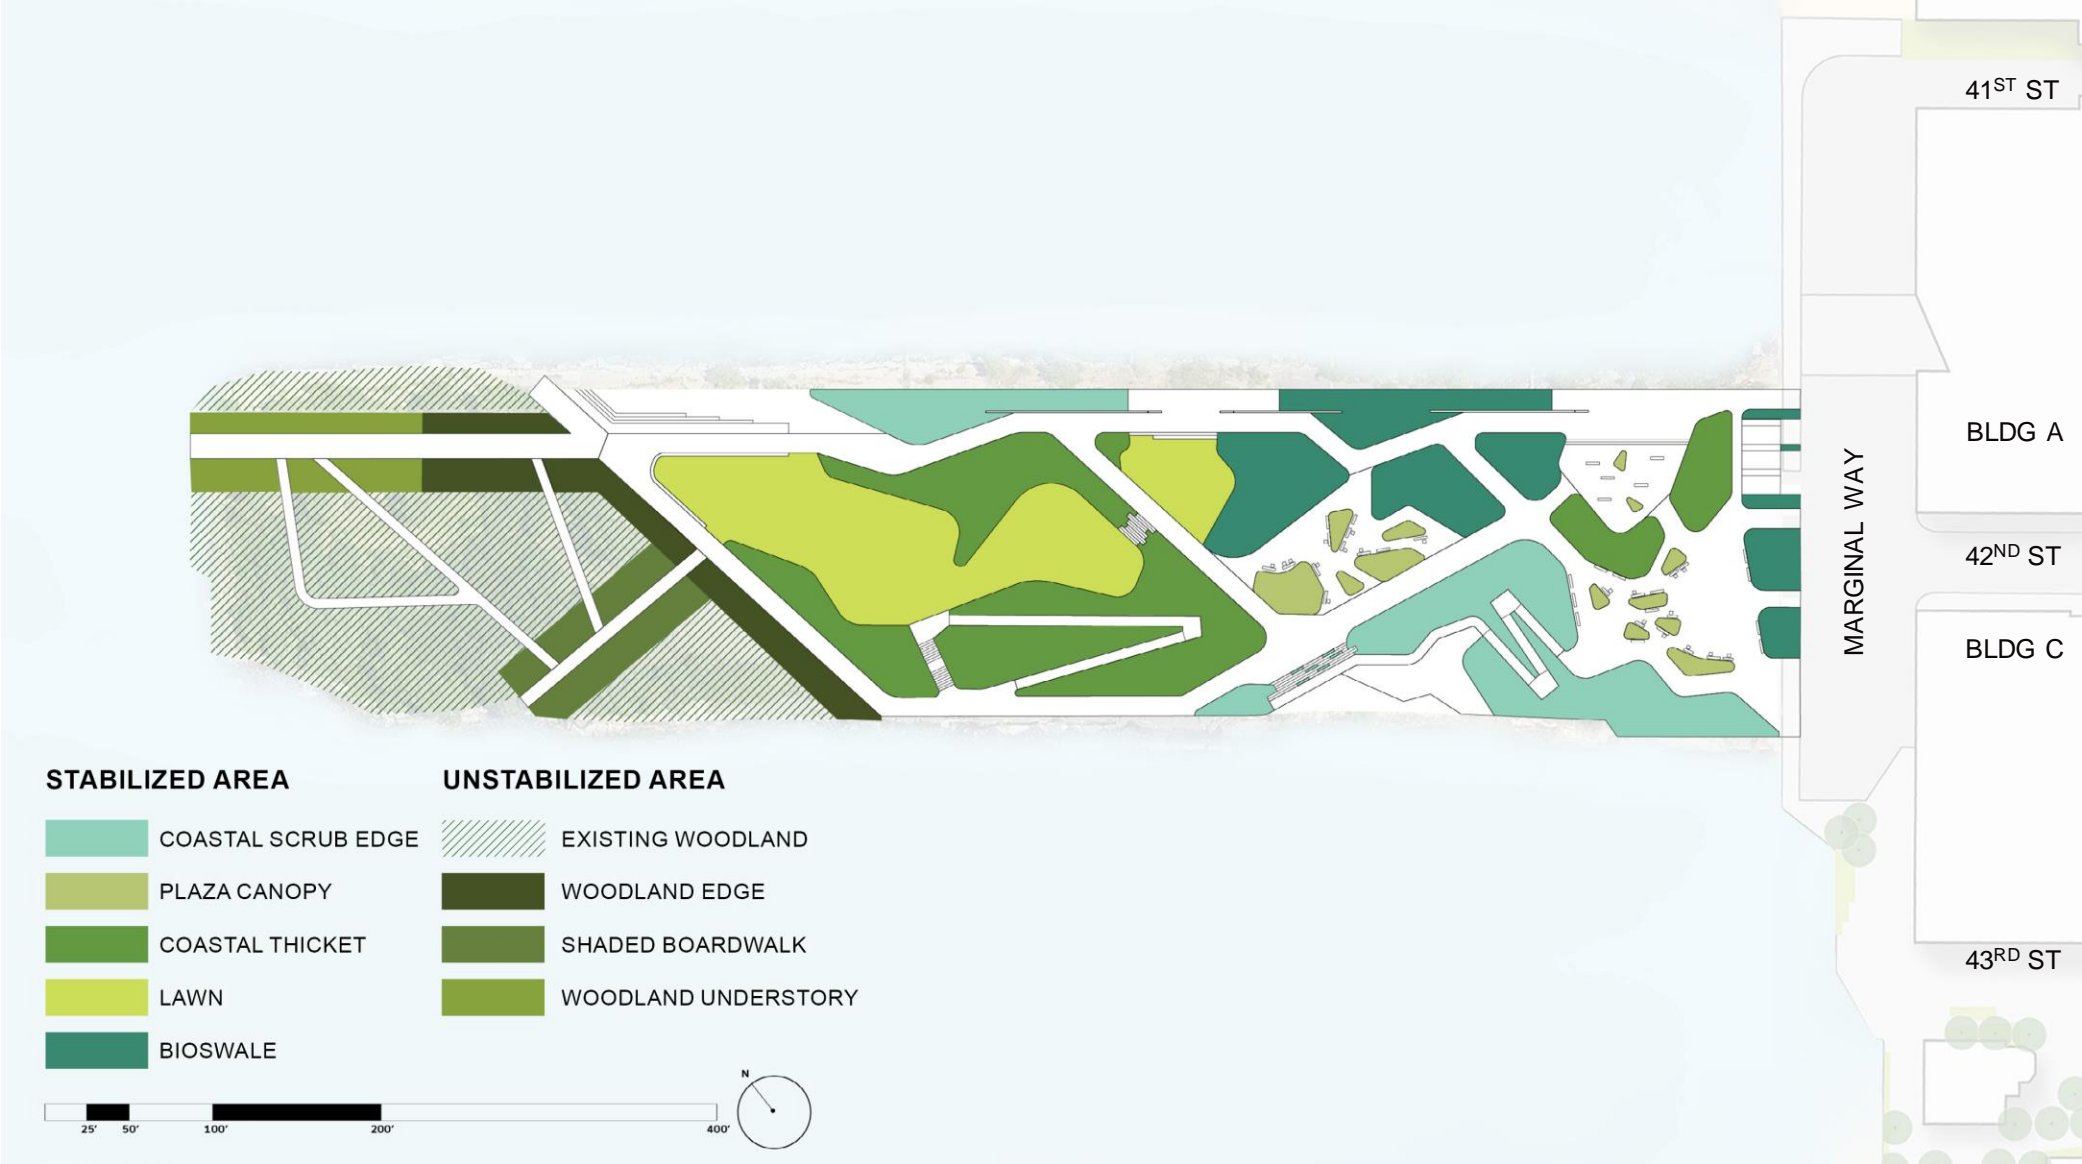 41ST ST
BLDG A
MARGINAL WAY
42ND ST
BLDG C
43RD ST
STABILIZED AREA
COASTAL SCRUB EDGE
PLAZA CANOPY
COASTAL THICKET
LAWN
BIOSWALE
UNSTABILIZED AREA
EXISTING WOODLAND
WOODLAND EDGE
SHADED BOARDWALK
WOODLAND UNDERSTORY
N
25' 50' 100' 200' 400'